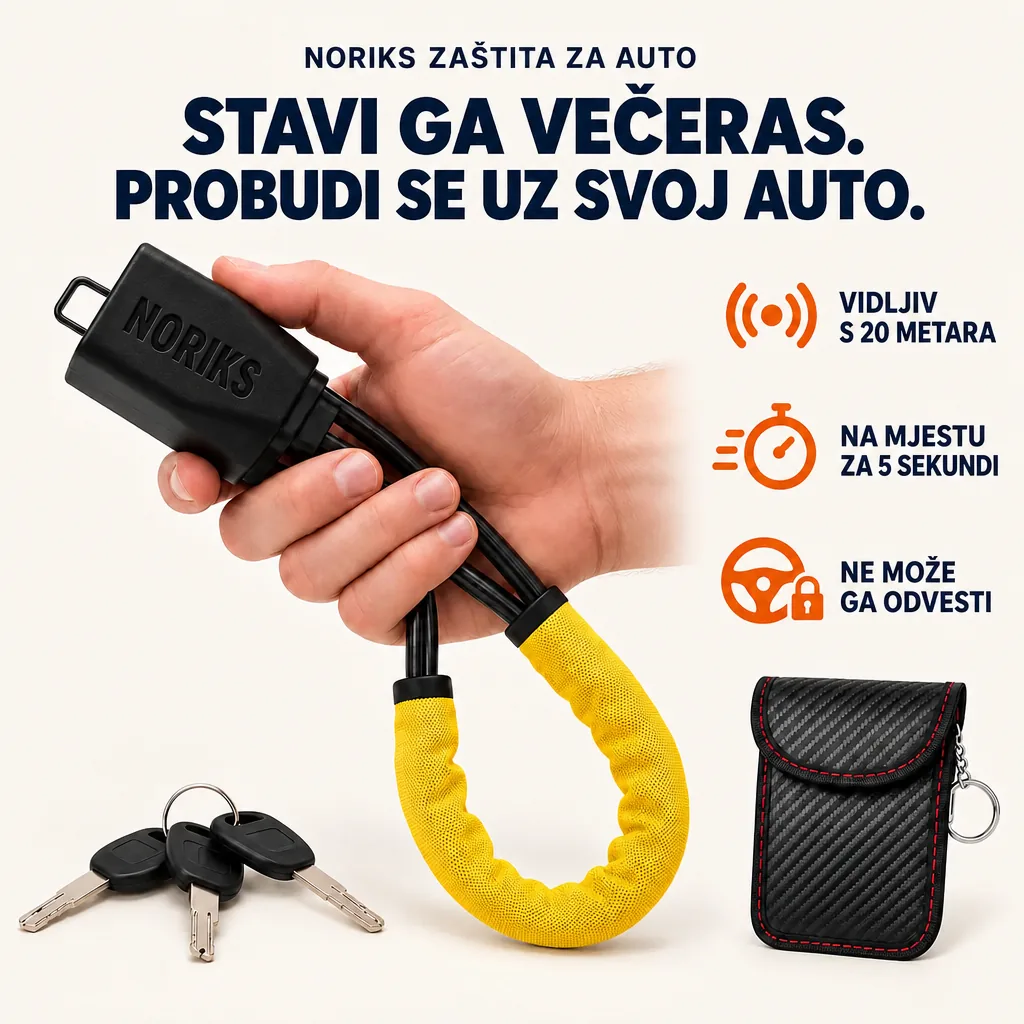 NORIKS ZAŠTITA ZA AUTO
STAVI GA VEČERAS.
PROBUDI SE UZ SVOJ AUTO.
NORIKS
VIDLJIV
S 20 METARA
NA MJESTU
ZA 5 SEKUNDI
NE MOŽE
GA ODVESTI